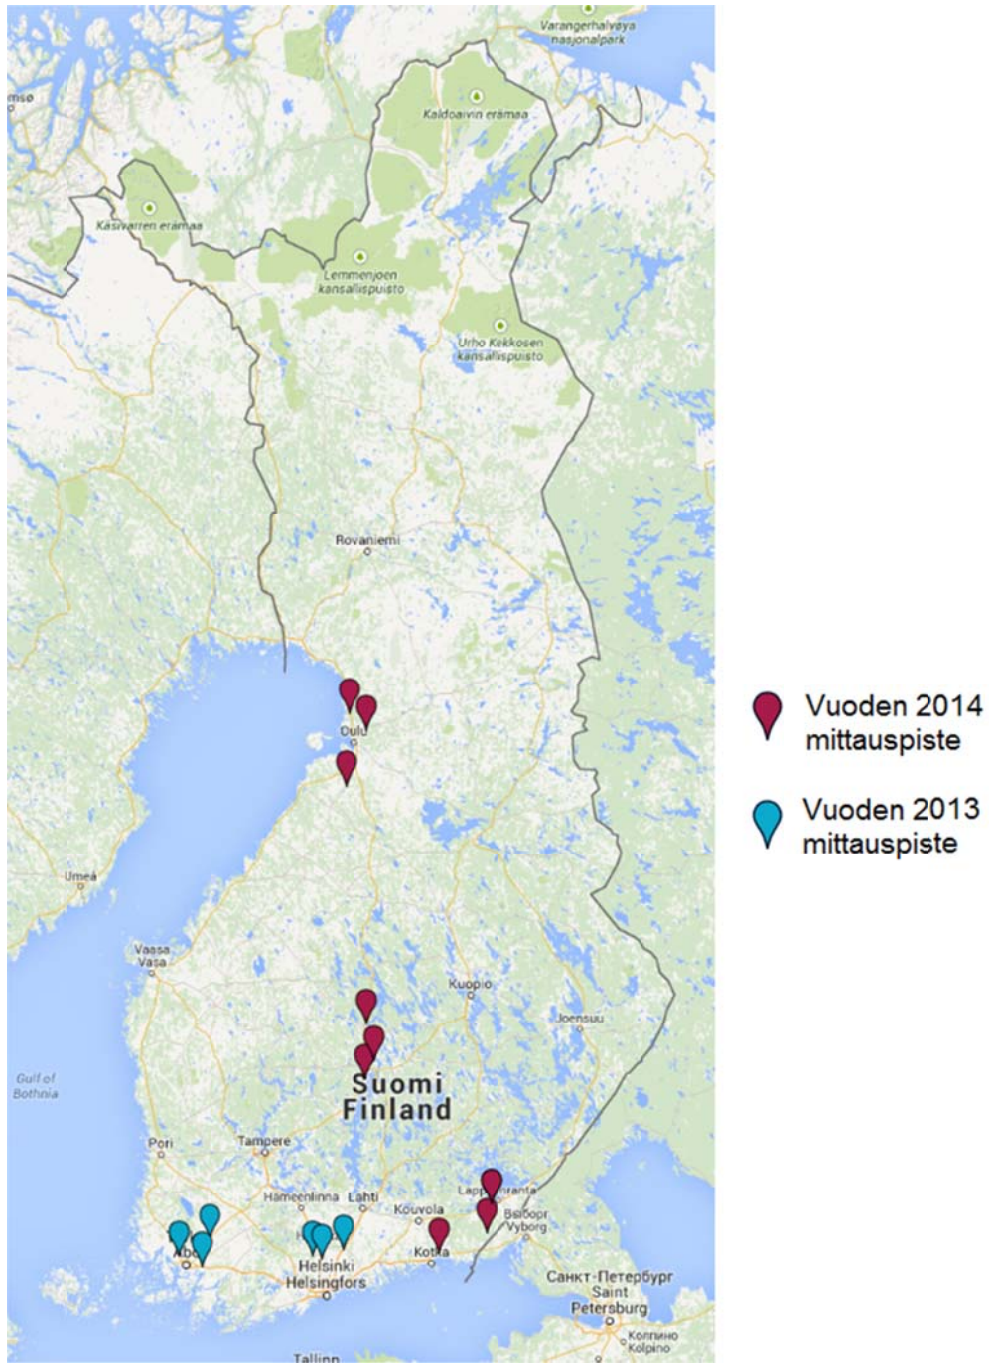 Varangerhalvøya
nasjonalpark
Kaldoaivin erämaa
Käsivarren erämaa
Lemmenjoen
kansallispuisto
Urho Kekkosen
kansallispuisto
Rovaniemi
Vuoden 2014
mittauspiste
Oulu
Vuoden 2013
mittauspiste
Umeå
Vaasa
Vasa
Kuopio
Joensuu
Gulf of
Bothnia
Suomi
Finland
Pori
Tampere
Hämeenlinna
Lahti
Kouvola
Выборг
Vyborg
Kotka
Helsinki
Helsingfors
Санкт-Петербург
Saint
Petersburg
Колпино
Kolpino
Tallinn